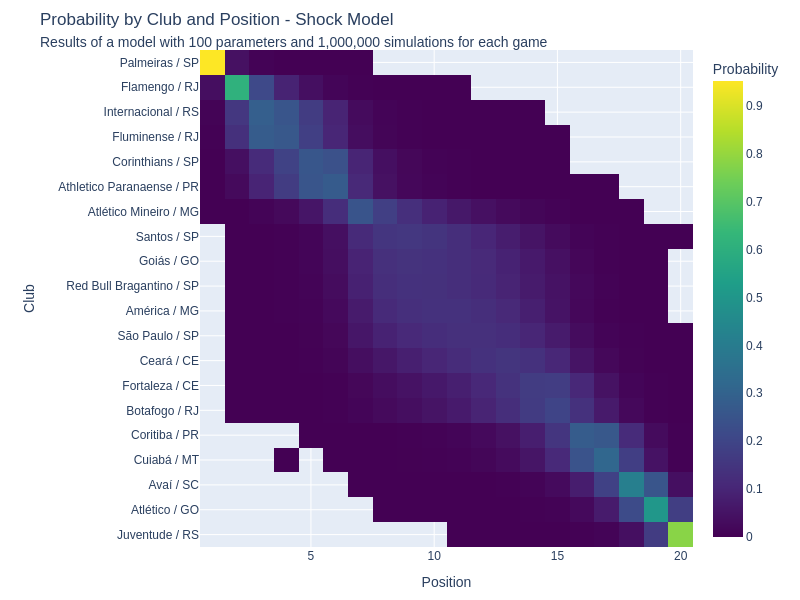 Probability by Club and Position - Shock Model
Results of a model with 100 parameters and 1,000,000 simulations for each game
Probability
Palmeiras / SP
Flamengo / RJ
Internacional / RS
Fluminense / RJ
Corinthians / SP
Athletico Paranaense / PR
Atlético Mineiro / MG
Santos / SP
Goiás / GO
Red Bull Bragantino / SP
América / MG
São Paulo / SP
Ceará / CE
Fortaleza / CE
Botafogo / RJ
Coritiba / PR
Cuiabá / MT
Avaí / SC
Atlético / GO
Juventude / RS
Club
5
10
15
20
Position
0.9
0.8
0.7
0.6
0.5
0.4
0.3
0.2
0.1
0